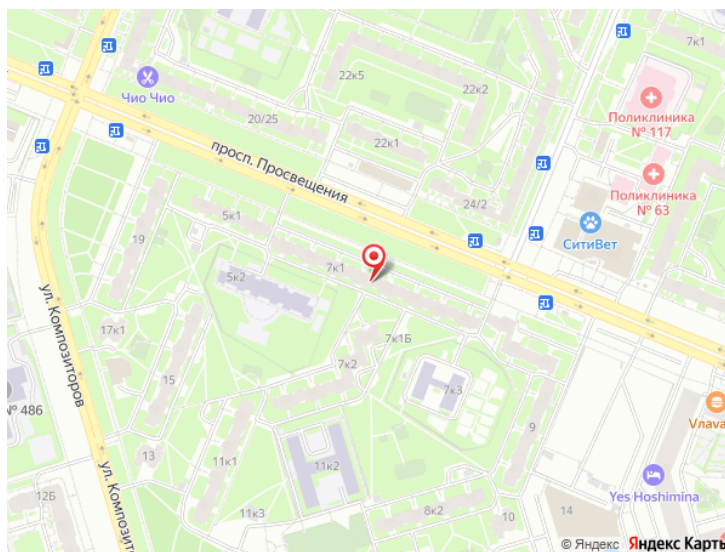 7к1
22к5
22к2
Чио Чио
Поликлиника
№ 117
20/25
22к1
просп. Просвещения
Поликлиника
№ 63
24/2
5к1
19
СитиВет
7к1
5к2
ул. Композиторов
17к1
7к1Б
7к2
15
7к3
№ 486
Vлava
9
13
11к1
11к2
ул. Композиторов
Yes Hoshimina
12Б
11к3
8к2
10
14
© Яндекс Яндекс Карты